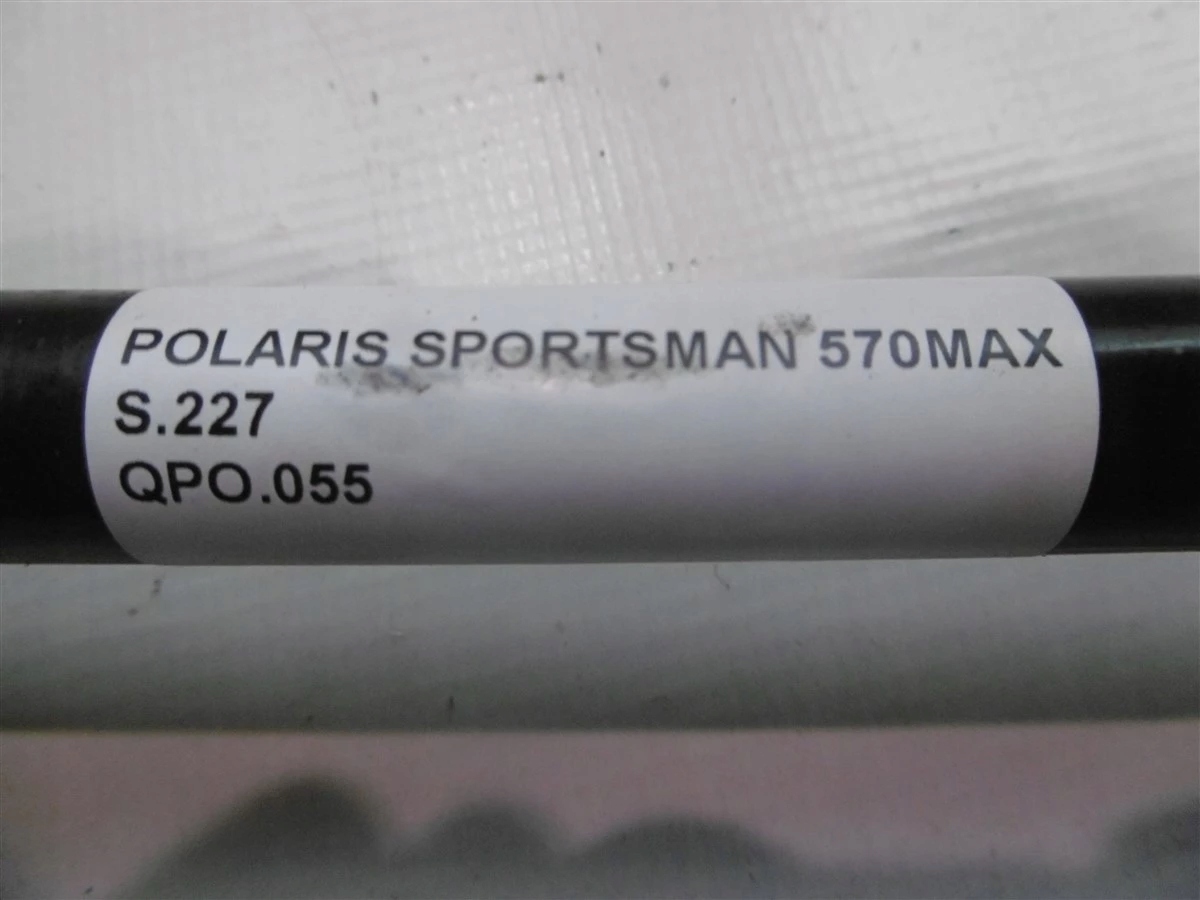 POLARIS SPORTSMAN 570MAX
S.227
QPO.055